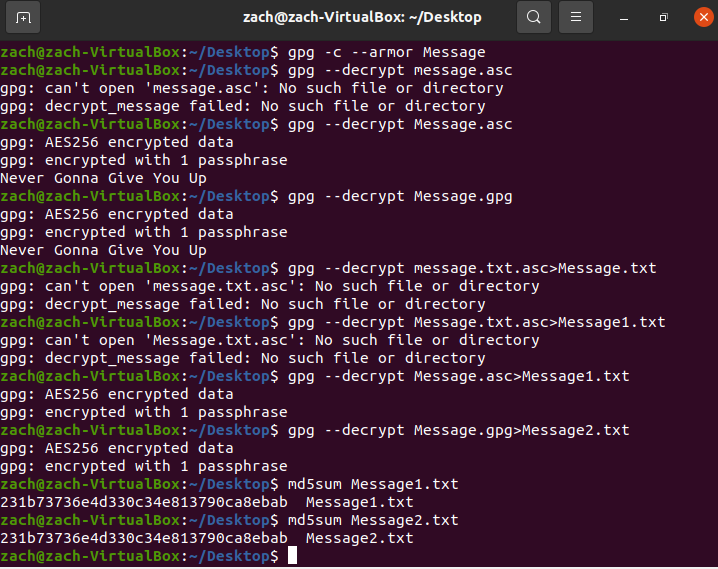 zach@zach-VirtualBox: ~/Desktop
zach@zach-VirtualBox:~/Desktop$ gpg -c --armor Message
zach@zach-VirtualBox:~/Desktop$ gpg --decrypt message.asc
gpg: can't open 'message.asc': No such file or directory
gpg: decrypt_message failed: No such file or directory
zach@zach-VirtualBox:~/Desktop$ gpg --decrypt Message.asc
gpg: AES256 encrypted data
gpg: encrypted with 1 passphrase
Never Gonna Give You Up
zach@zach-VirtualBox:~/Desktop$ gpg --decrypt Message.gpg
gpg: AES256 encrypted data
gpg: encrypted with 1 passphrase
Never Gonna Give You Up
zach@zach-VirtualBox:~/Desktop$ gpg --decrypt message.txt.asc>Message.txt
gpg: can't open 'message.txt.asc': No such file or directory
gpg: decrypt_message failed: No such file or directory
zach@zach-VirtualBox:~/Desktop$ gpg --decrypt Message.txt.asc>Message1.txt
gpg: can't open 'Message.txt.asc': No such file or directory
gpg: decrypt_message failed: No such file or directory
zach@zach-VirtualBox:~/Desktop$ gpg --decrypt Message.asc>Message1.txt
gpg: AES256 encrypted data
gpg: encrypted with 1 passphrase
zach@zach-VirtualBox:~/Desktop$ gpg --decrypt Message.gpg>Message2.txt
gpg: AES256 encrypted data
gpg: encrypted with 1 passphrase
zach@zach-VirtualBox:~/Desktop$ md5sum Message1.txt
231b73736e4d330c34e813790ca8ebab  Message1.txt
zach@zach-VirtualBox:~/Desktop$ md5sum Message2.txt
231b73736e4d330c34e813790ca8ebab  Message2.txt
zach@zach-VirtualBox:~/Desktop$